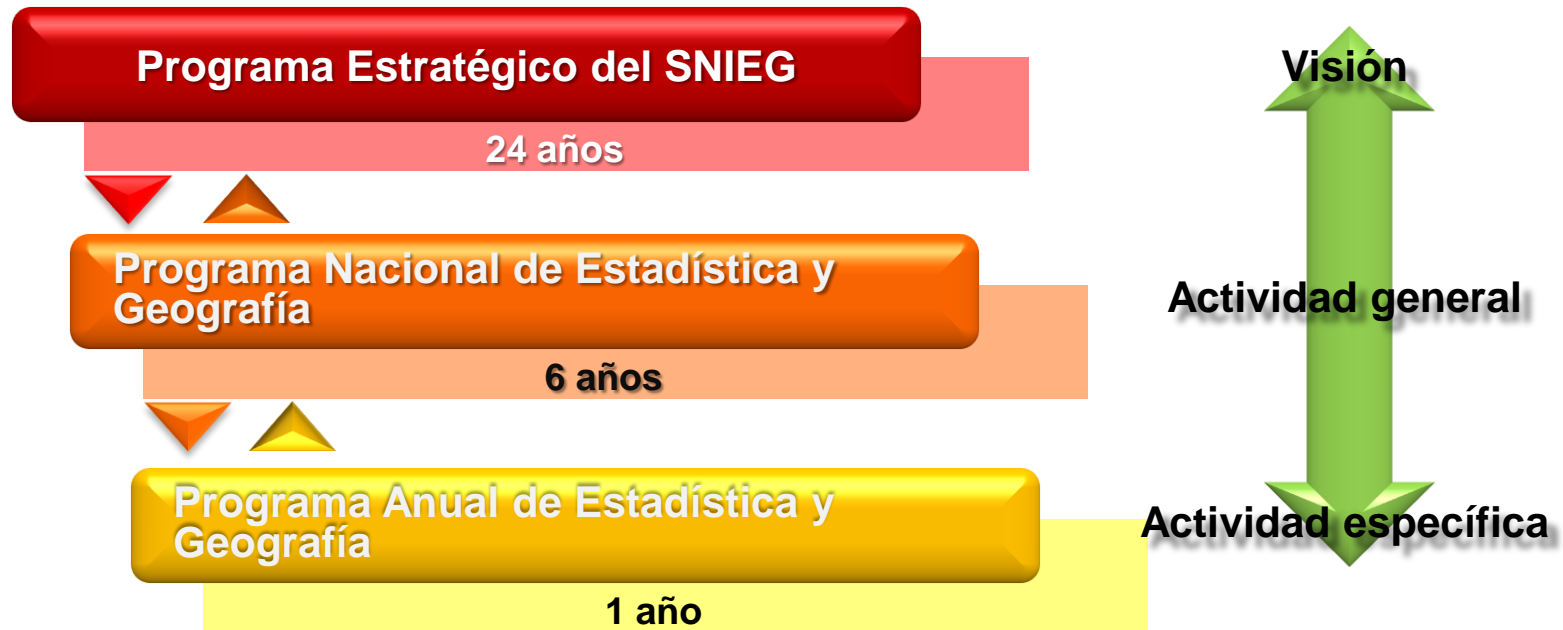 Programa Estratégico del SNIEG
24 años
Visión
Programa Nacional de Estadística y
Geografía
6 años
Actividad general
Programa Anual de Estadística y
Geografía
1 año
Actividad específica